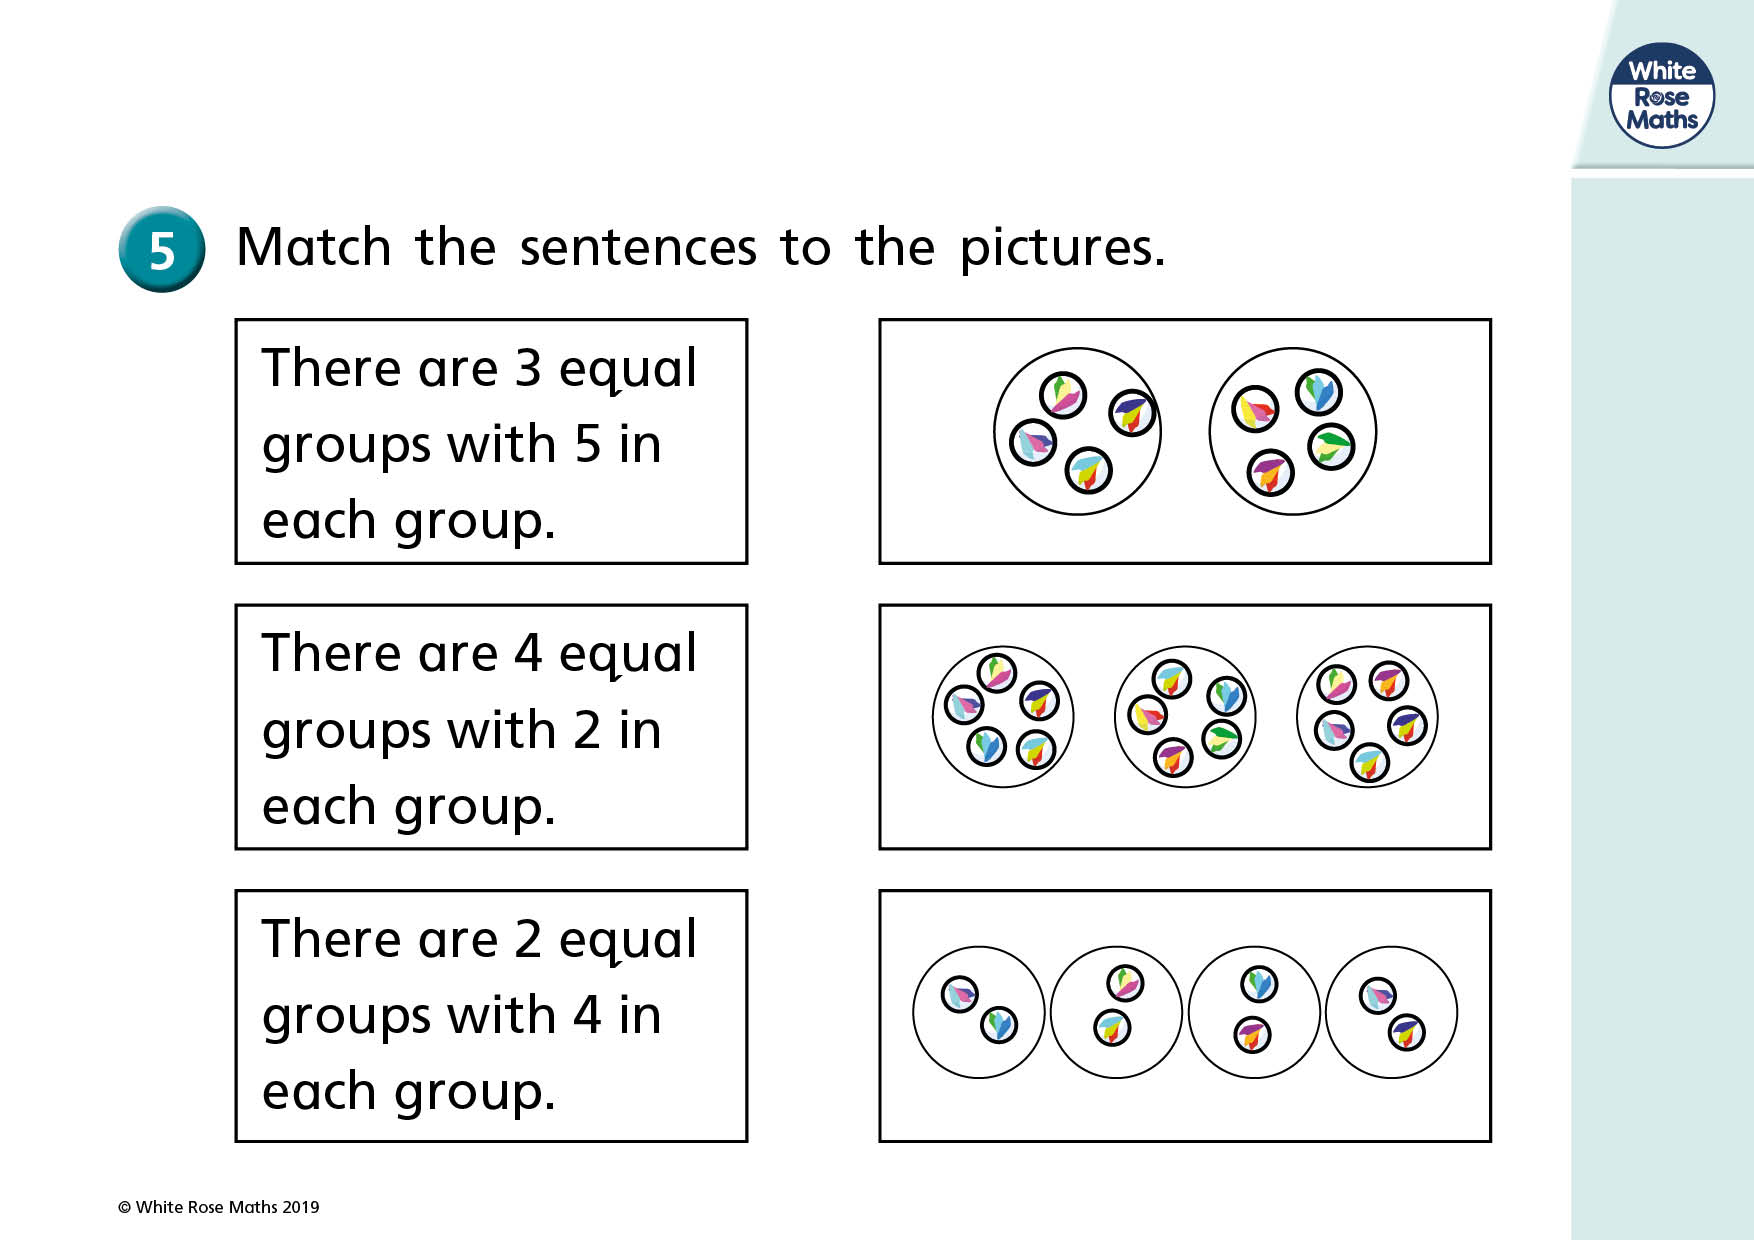 White
Rose
Maths
5 Match the sentences to the pictures.
There are 3 equal
groups with 5 in
each group.
There are 4 equal
groups with 2 in
each group.
There are 2 equal
groups with 4 in
each group.
© White Rose Maths 2019